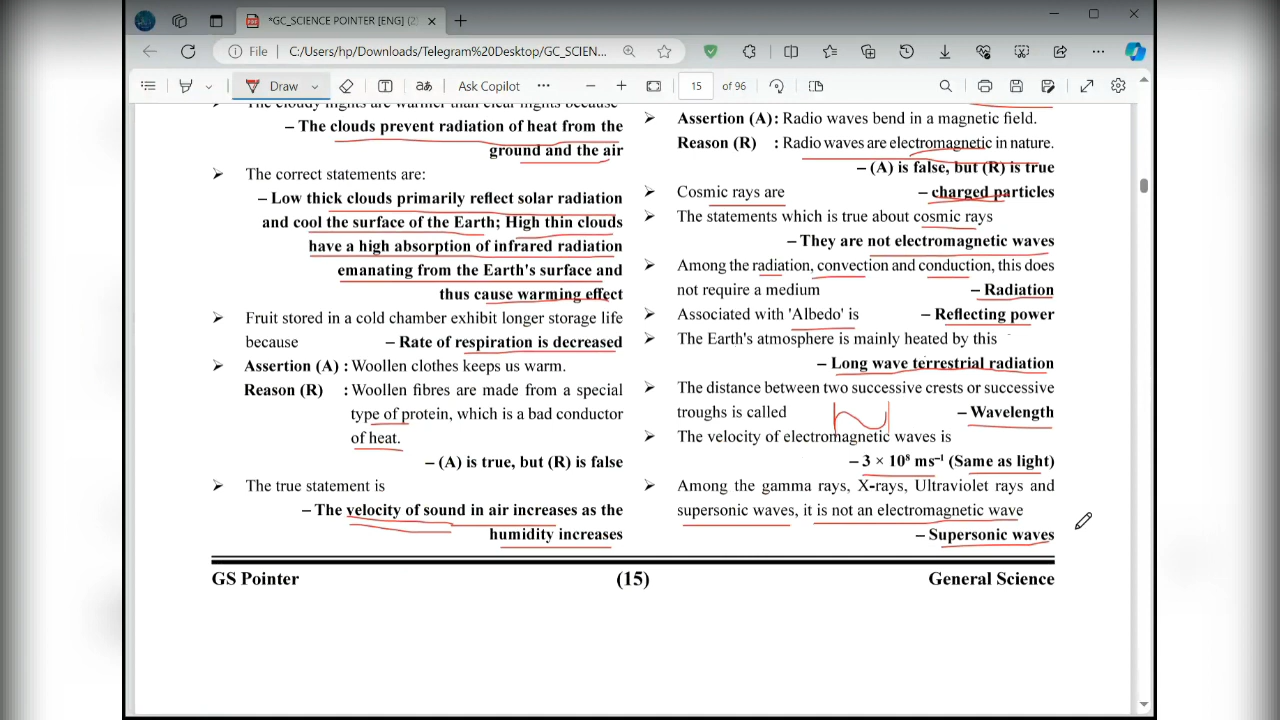 *GC_SCIENCE POINTER [ENG] (2)
File
C:/Users/hp/Downloads/Telegram%20Desktop/GC_SCIEN...
Draw
Ask Copilot
15
of 96
The cloudy nights are warmer than clear nights because
– The clouds prevent radiation of heat from the
ground and the air
The correct statements are:
– Low thick clouds primarily reflect solar radiation
and cool the surface of the Earth; High thin clouds
have a high absorption of infrared radiation
emanating from the Earth's surface and
thus cause warming effect
Fruit stored in a cold chamber exhibit longer storage life
because – Rate of respiration is decreased
Assertion (A) : Woollen clothes keeps us warm.
Reason (R) : Woollen fibres are made from a special
type of protein, which is a bad conductor
of heat.
– (A) is true, but (R) is false
The true statement is
– The velocity of sound in air increases as the
humidity increases
Assertion (A) : Radio waves bend in a magnetic field.
Reason (R) : Radio waves are electromagnetic in nature.
– (A) is false, but (R) is true
Cosmic rays are – charged particles
The statements which is true about cosmic rays
– They are not electromagnetic waves
Among the radiation, convection and conduction, this does
not require a medium – Radiation
Associated with 'Albedo' is – Reflecting power
The Earth's atmosphere is mainly heated by this
– Long wave terrestrial radiation
The distance between two successive crests or successive
troughs is called – Wavelength
The velocity of electromagnetic waves is
– 3 × 10⁸ ms⁻¹ (Same as light)
Among the gamma rays, X-rays, Ultraviolet rays and
supersonic waves, it is not an electromagnetic wave
– Supersonic waves
GS Pointer (15) General Science